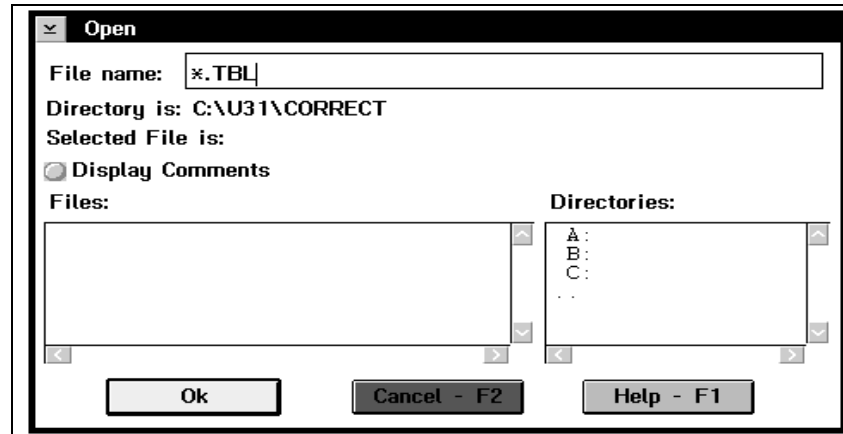 Open
File name: *.TBL
Directory is: C:\U31\CORRECT
Selected File is:
Display Comments
Files: Directories:
A:
B:
C:
..
Ok Cancel - F2 Help - F1